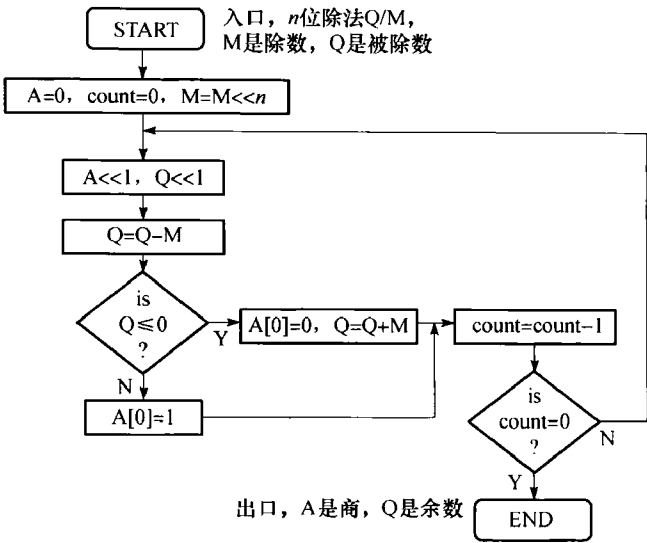 START
入口，n位除法Q/M，
M是除数，Q是被除数
A=0，count=0，M=M<<n
A<<1，Q<<1
Q=Q-M
is
Q≤0
?
Y
N
A[0]=0，Q=Q+M
A[0]=1
count=count-1
is
count=0
?
N
Y
出口，A是商，Q是余数
END